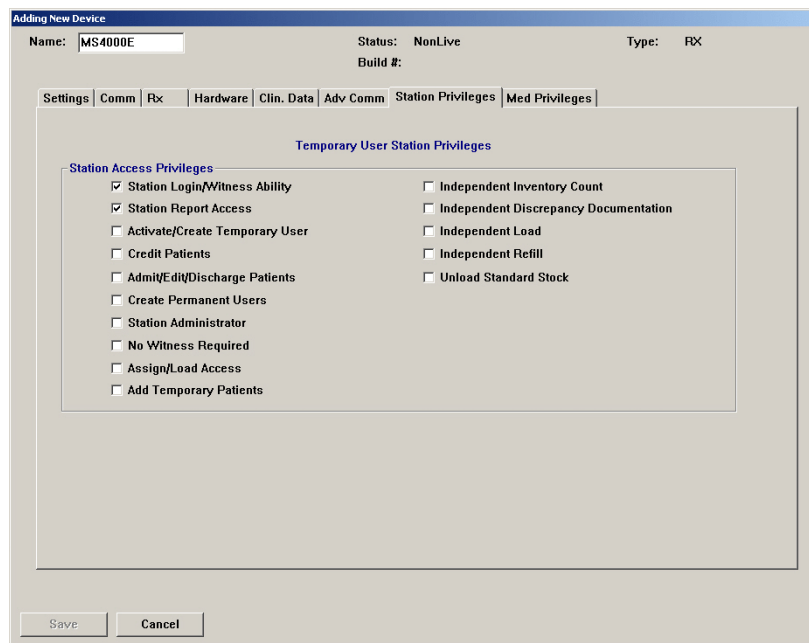 Adding New Device
Name: MS4000E Status: NonLive Type: RX
Build #:
Settings Comm Rx Hardware Clin. Data Adv Comm Station Privileges Med Privileges
Temporary User Station Privileges
Station Access Privileges
Station Login/Witness Ability
Station Report Access
Activate/Create Temporary User
Credit Patients
Admit/Edit/Discharge Patients
Create Permanent Users
Station Administrator
No Witness Required
Assign/Load Access
Add Temporary Patients
Independent Inventory Count
Independent Discrepancy Documentation
Independent Load
Independent Refill
Unload Standard Stock
Save Cancel